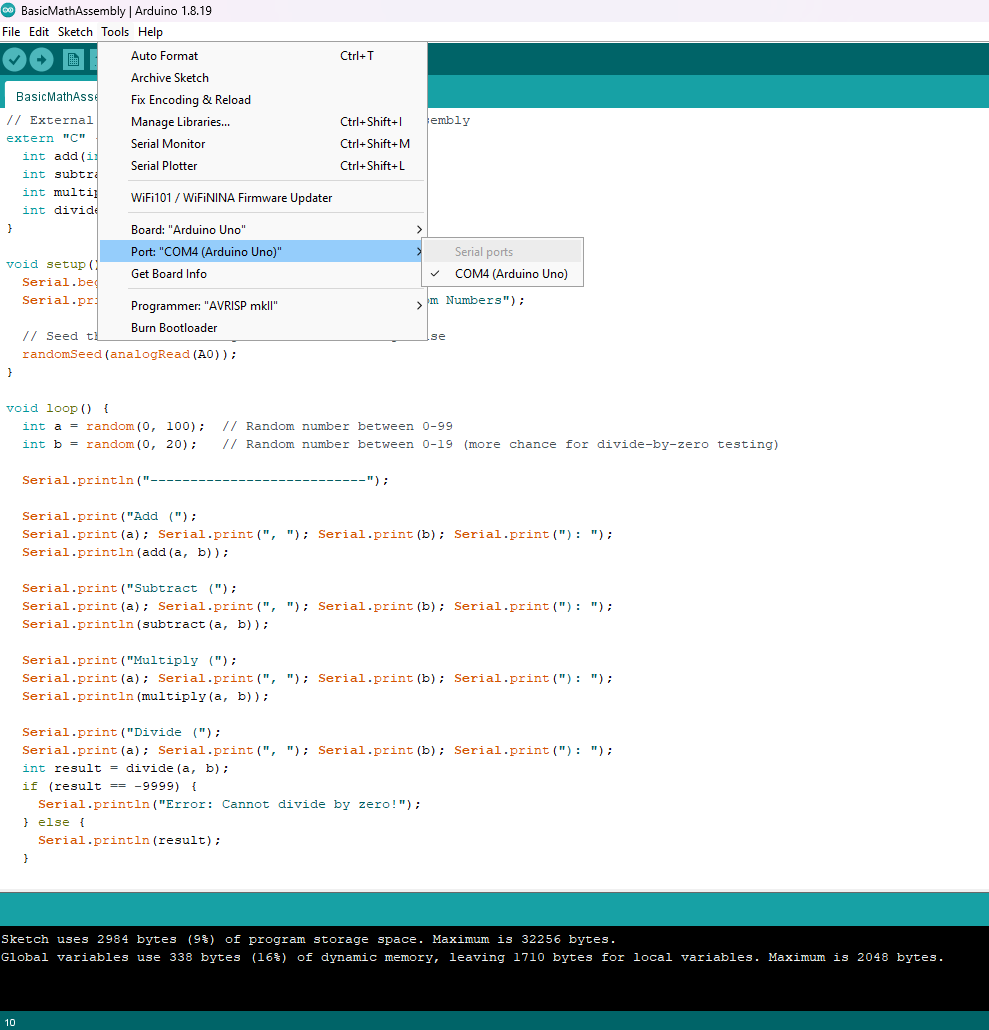 BasicMathAssembly | Arduino 1.8.19
File Edit Sketch Tools Help
Auto Format Ctrl+T
Archive Sketch
Fix Encoding & Reload
Manage Libraries... Ctrl+Shift+I
Serial Monitor Ctrl+Shift+M
Serial Plotter Ctrl+Shift+L
WiFi101 / WiFiNINA Firmware Updater
Board: "Arduino Uno"
Port: "COM4 (Arduino Uno)"
Get Board Info
Programmer: "AVRISP mkII"
Burn Bootloader
Serial ports
✓ COM4 (Arduino Uno)
BasicMathAsse
// External embly
extern "C"
int add(in
int subtra
int multip
int divide
}
void setup()
Serial.beg
Serial.pri om Numbers");
// Seed th se
randomSeed(analogRead(A0));
}
void loop() {
int a = random(0, 100);  // Random number between 0-99
int b = random(0, 20);   // Random number between 0-19 (more chance for divide-by-zero testing)
Serial.println("---------------------------");
Serial.print("Add (");
Serial.print(a); Serial.print(", "); Serial.print(b); Serial.print("): ");
Serial.println(add(a, b));
Serial.print("Subtract (");
Serial.print(a); Serial.print(", "); Serial.print(b); Serial.print("): ");
Serial.println(subtract(a, b));
Serial.print("Multiply (");
Serial.print(a); Serial.print(", "); Serial.print(b); Serial.print("): ");
Serial.println(multiply(a, b));
Serial.print("Divide (");
Serial.print(a); Serial.print(", "); Serial.print(b); Serial.print("): ");
int result = divide(a, b);
if (result == -9999) {
Serial.println("Error: Cannot divide by zero!");
} else {
Serial.println(result);
}
Sketch uses 2984 bytes (9%) of program storage space. Maximum is 32256 bytes.
Global variables use 338 bytes (16%) of dynamic memory, leaving 1710 bytes for local variables. Maximum is 2048 bytes.
10